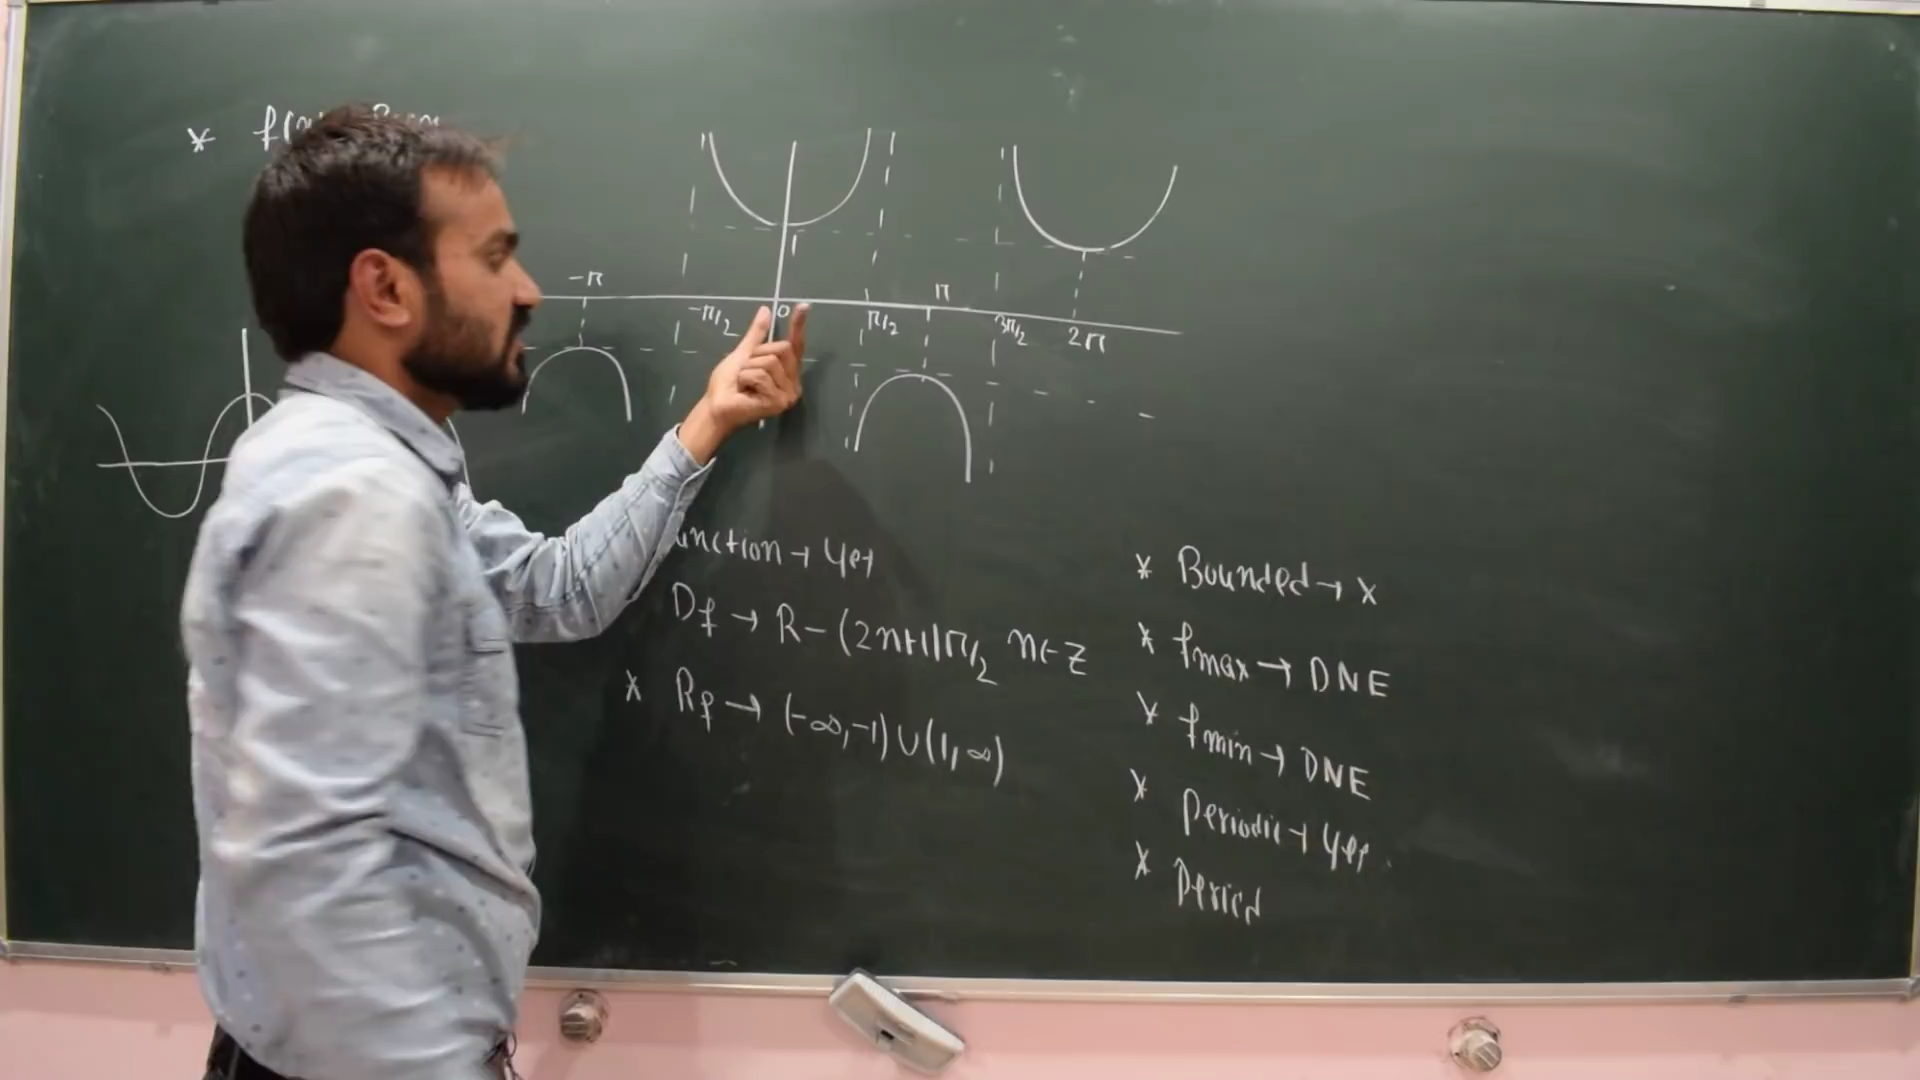 * f(x)
-π
1
π
-π/2
0
π/2
3π/2
2π
unction → Yes
Df → R - (2n+1)π/2 n∈Z
* Rf → (-∞,-1)∪(1,∞)
* Bounded → x
* fmax → DNE
* fmin → DNE
* Periodic → Yes
* Period